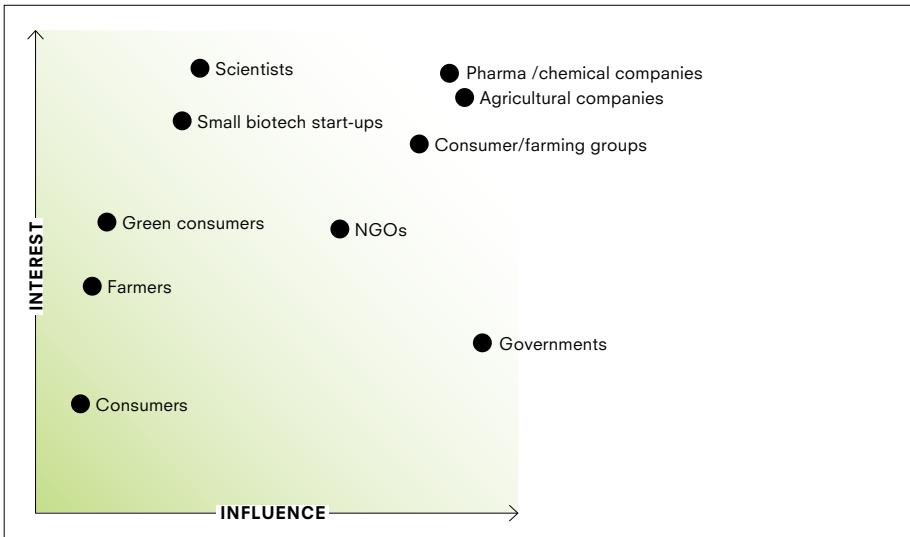 Scientists
Pharma /chemical companies
Agricultural companies
Small biotech start-ups
Consumer/farming groups
Green consumers
NGOs
INTEREST
Farmers
Governments
Consumers
INFLUENCE